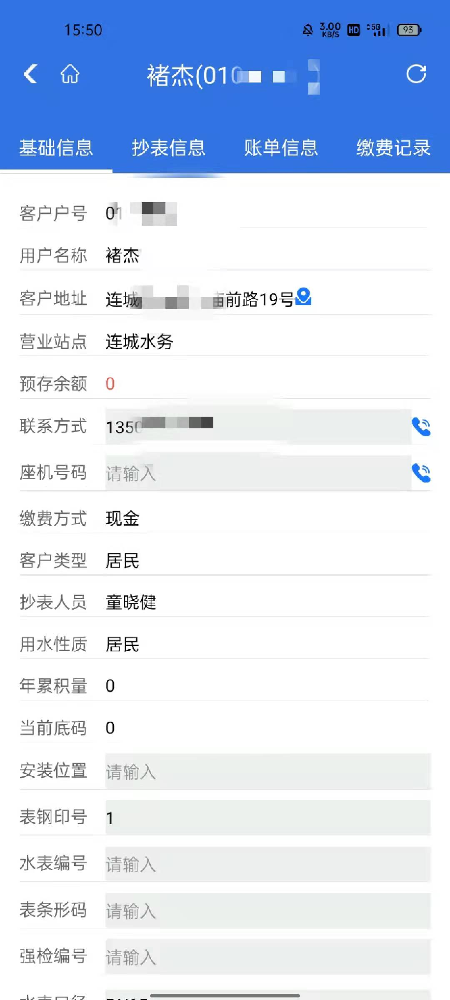 15:50
3.00 KB/S
HD
5G
93
褚杰(010
基础信息 抄表信息 账单信息 缴费记录
客户户号 01
用户名称 褚杰
客户地址 连城 前路19号
营业站点 连城水务
预存余额 0
联系方式 1350
座机号码 请输入
缴费方式 现金
客户类型 居民
抄表人员 童晓健
用水性质 居民
年累积量 0
当前底码 0
安装位置 请输入
表钢印号 1
水表编号 请输入
表条形码 请输入
强检编号 请输入